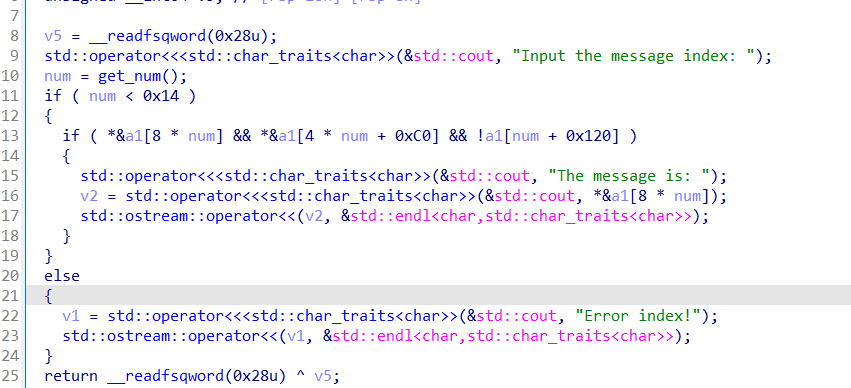 7
8 v5 = __readfsqword(0x28u);
9 std::operator<<<std::char_traits<char>>(&std::cout, "Input the message index: ");
10 num = get_num();
11 if ( num < 0x14 )
12 {
13 if ( *&a1[8 * num] && *&a1[4 * num + 0xC0] && !a1[num + 0x120] )
14 {
15 std::operator<<<std::char_traits<char>>(&std::cout, "The message is: ");
16 v2 = std::operator<<<std::char_traits<char>>(&std::cout, *&a1[8 * num]);
17 std::ostream::operator<<(v2, &std::endl<char,std::char_traits<char>>);
18 }
19 }
20 else
21 {
22 v1 = std::operator<<<std::char_traits<char>>(&std::cout, "Error index!");
23 std::ostream::operator<<(v1, &std::endl<char,std::char_traits<char>>);
24 }
25 return __readfsqword(0x28u) ^ v5;